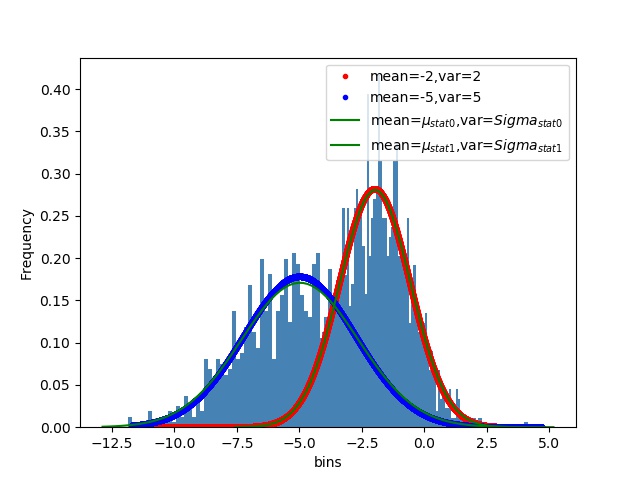 mean=-2,var=2
mean=-5,var=5
mean=μstat0,var=Sigmastat0
mean=μstat1,var=Sigmastat1
0.40
0.35
0.30
0.25
0.20
0.15
0.10
0.05
0.00
Frequency
−12.5 −10.0 −7.5 −5.0 −2.5 0.0 2.5 5.0
bins